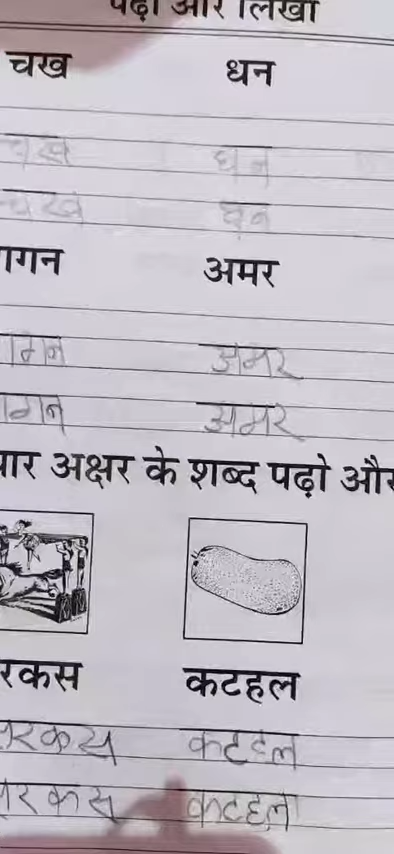 पढ़ो और लिखो
चख धन
चख धन
चख धन
गगन अमर
गगन अमर
गगन अमर
चार अक्षर के शब्द पढ़ो और
सरकस कटहल
सरकस कटहल
सरकस कटहल